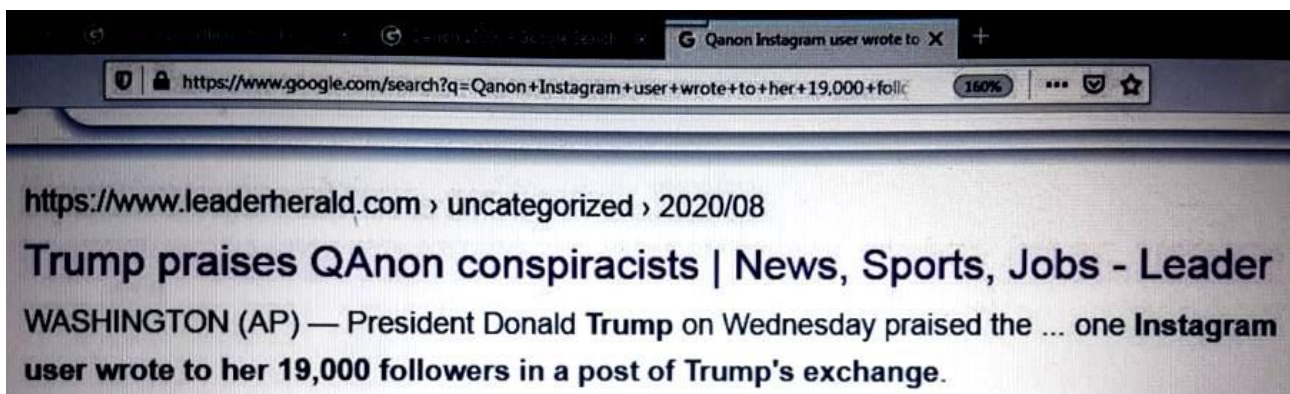 Qanon Instagram user wrote to
https://www.google.com/search?q=Qanon+Instagram+user+wrote+to+her+19,000+follo
160%
https://www.leaderherald.com › uncategorized › 2020/08
Trump praises QAnon conspiracists | News, Sports, Jobs - Leader
WASHINGTON (AP) — President Donald Trump on Wednesday praised the ... one Instagram
user wrote to her 19,000 followers in a post of Trump's exchange.